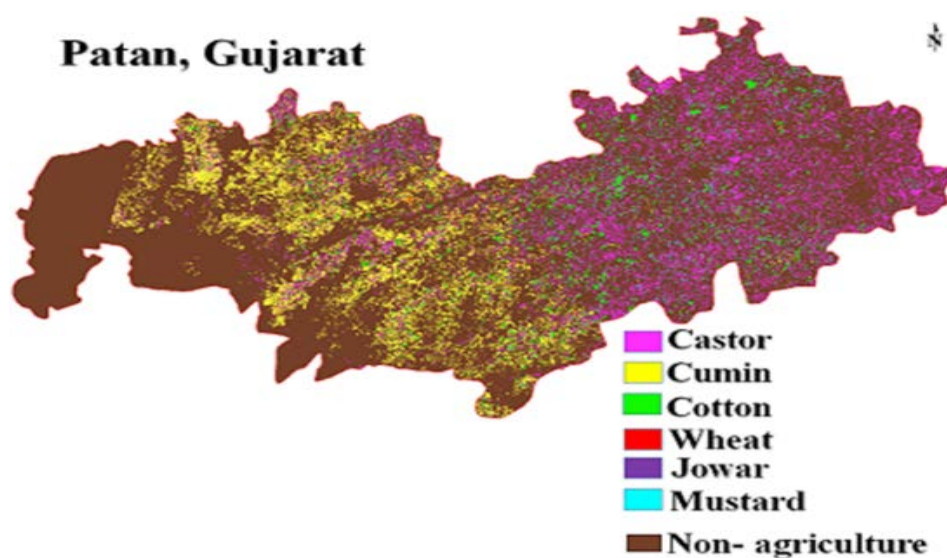 Patan, Gujarat
N
Castor
Cumin
Cotton
Wheat
Jowar
Mustard
Non- agriculture